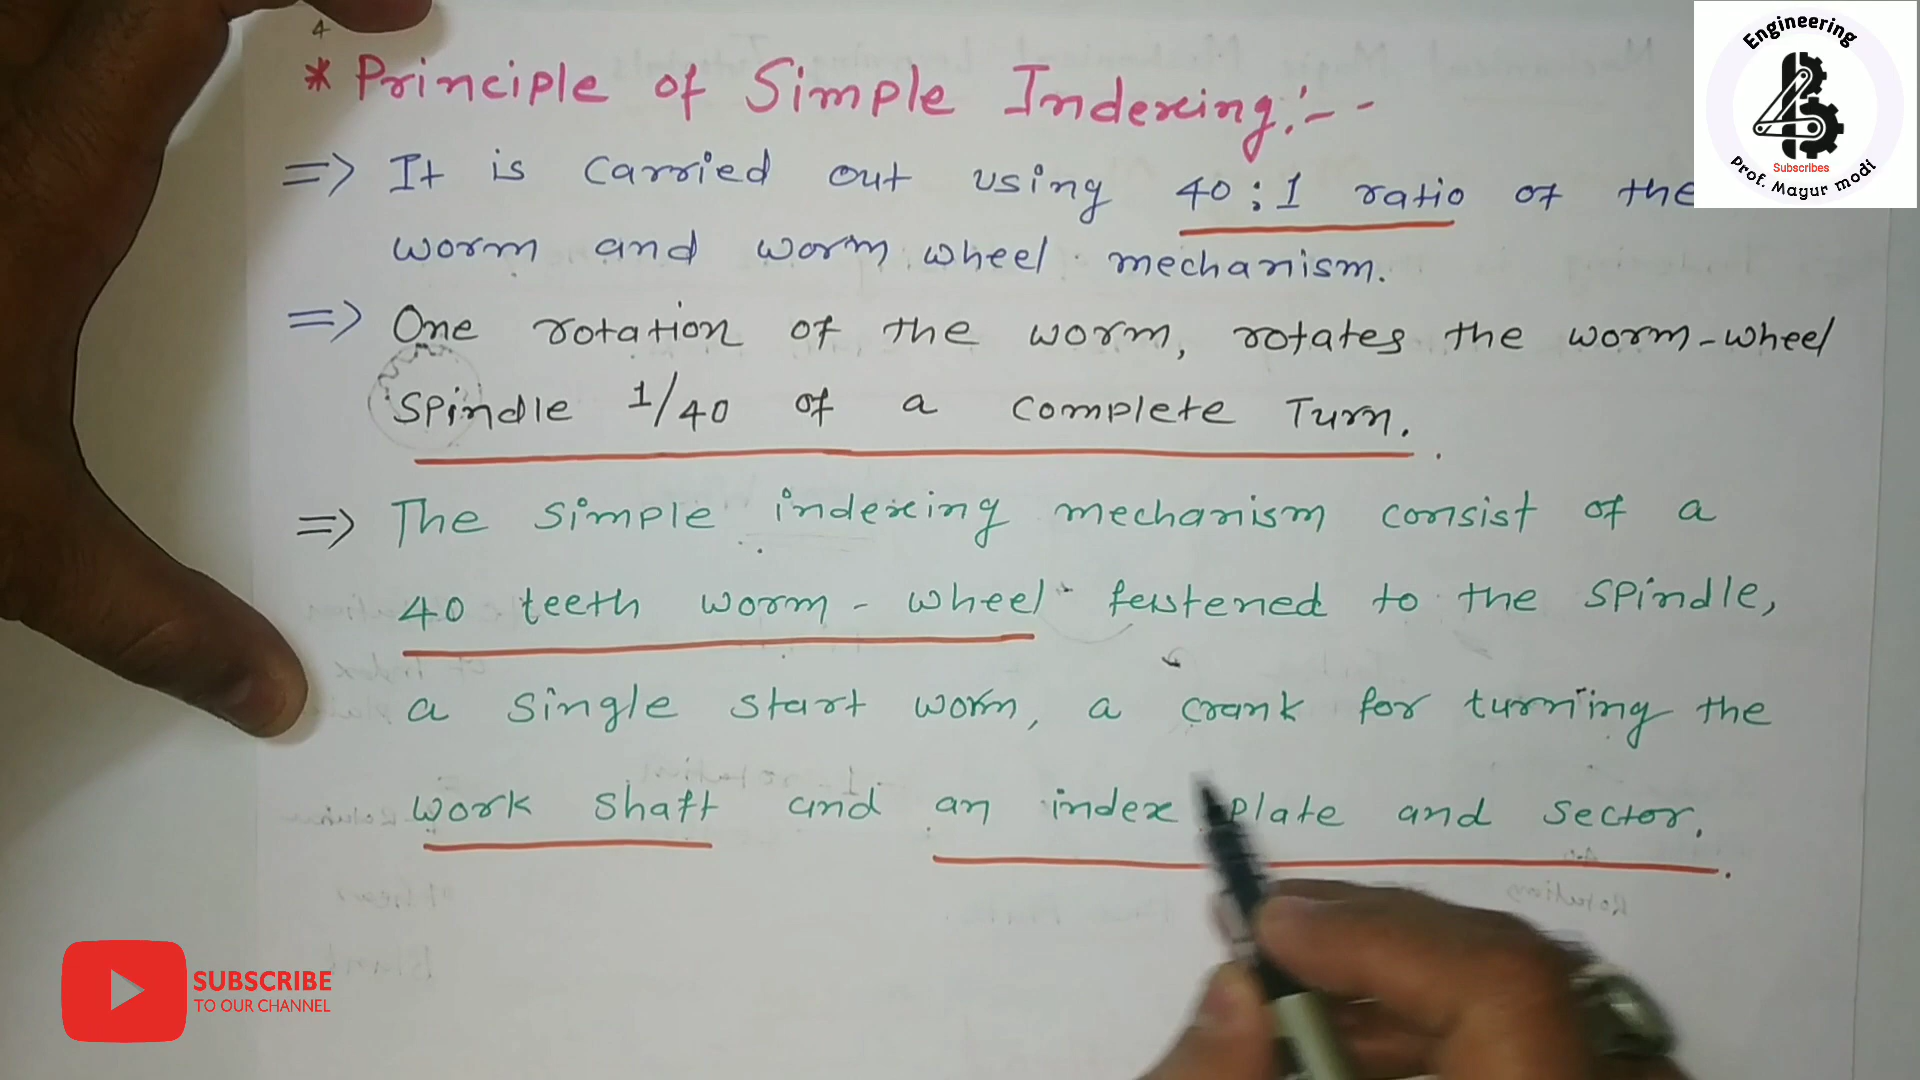 4
* Principle of Simple Indexing:--
=> It is carried out using 40:1 ratio of the
worm and worm wheel mechanism.
=> One rotation of the worm, rotates the worm-wheel
spindle 1/40 of a complete Turn.
=> The simple indexing mechanism consist of a
40 teeth worm-wheel fastened to the spindle,
a single start worm, a crank for turning the
work shaft and an index plate and sector.
Engineering
Subscribes
Prof. Mayur modi
SUBSCRIBE
TO OUR CHANNEL